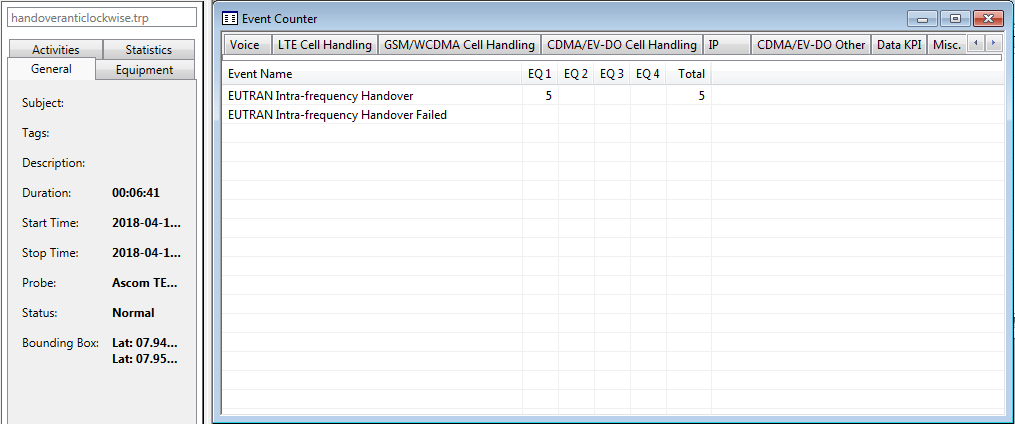 handoveranticlockwise.trp
Activities Statistics
General Equipment
Subject:
Tags:
Description:
Duration: 00:06:41
Start Time: 2018-04-1...
Stop Time: 2018-04-1...
Probe: Ascom TE...
Status: Normal
Bounding Box: Lat: 07.94...
Lat: 07.95...
Event Counter
Voice LTE Cell Handling GSM/WCDMA Cell Handling CDMA/EV-DO Cell Handling IP CDMA/EV-DO Other Data KPI Misc.
Event Name EQ 1 EQ 2 EQ 3 EQ 4 Total
EUTRAN Intra-frequency Handover 5 5
EUTRAN Intra-frequency Handover Failed